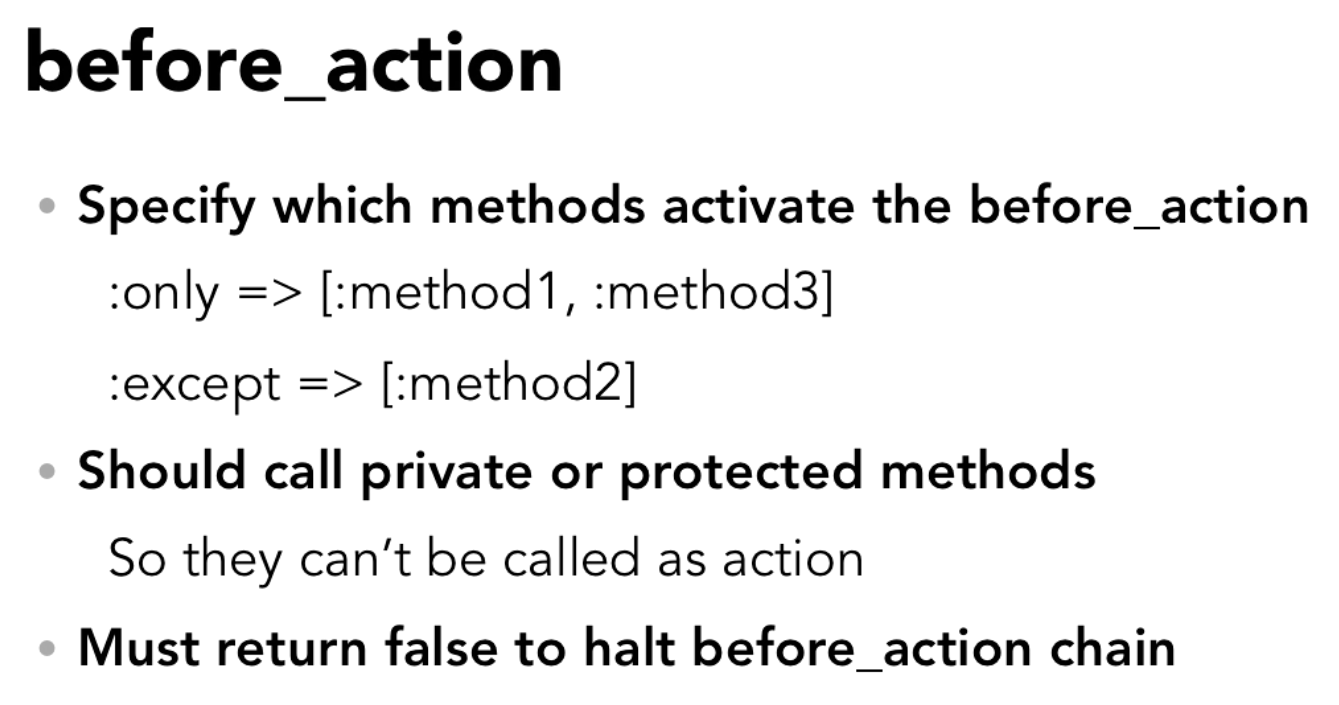 before_action
• Specify which methods activate the before_action
:only => [:method1, :method3]
:except => [:method2]
• Should call private or protected methods
So they can’t be called as action
• Must return false to halt before_action chain